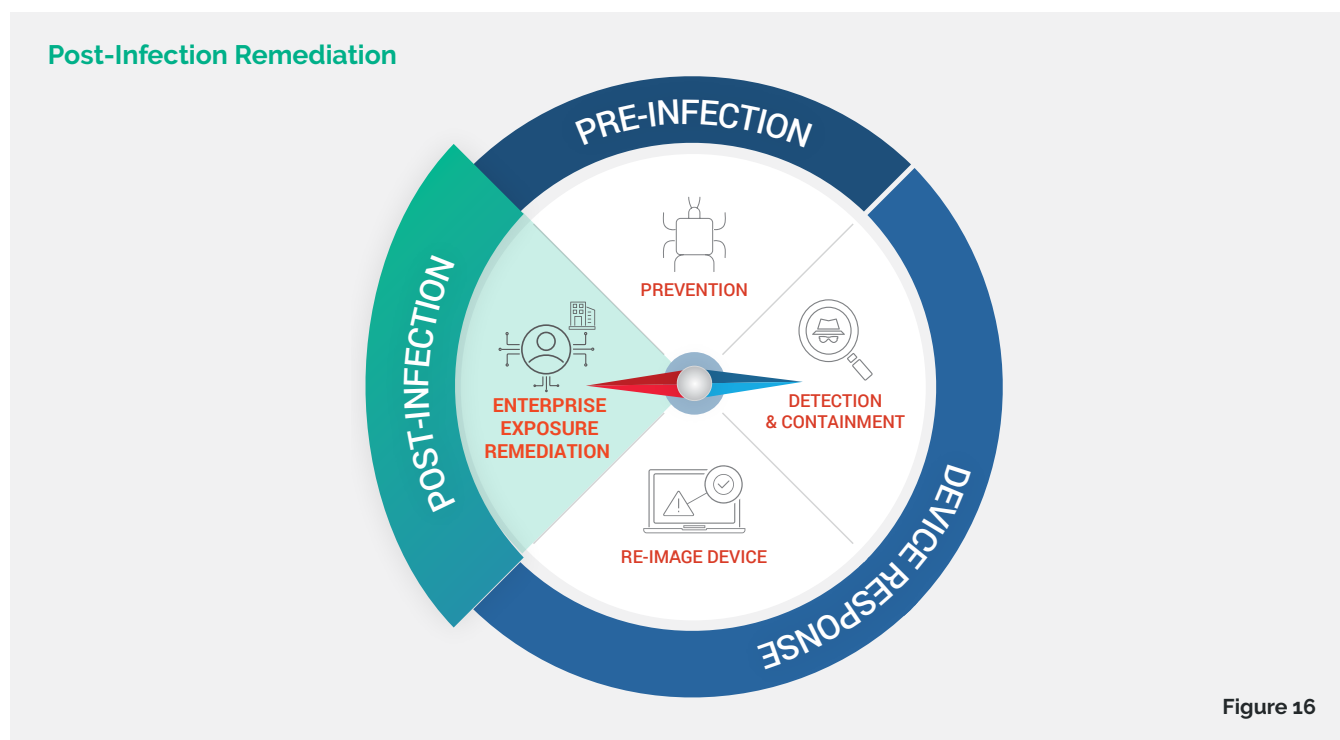 Post-Infection Remediation
PRE-INFECTION
PREVENTION
POST-INFECTION
ENTERPRISE
EXPOSURE
REMEDIATION
DETECTION
& CONTAINMENT
RE-IMAGE DEVICE
DEVICE RESPONSE
Figure 16